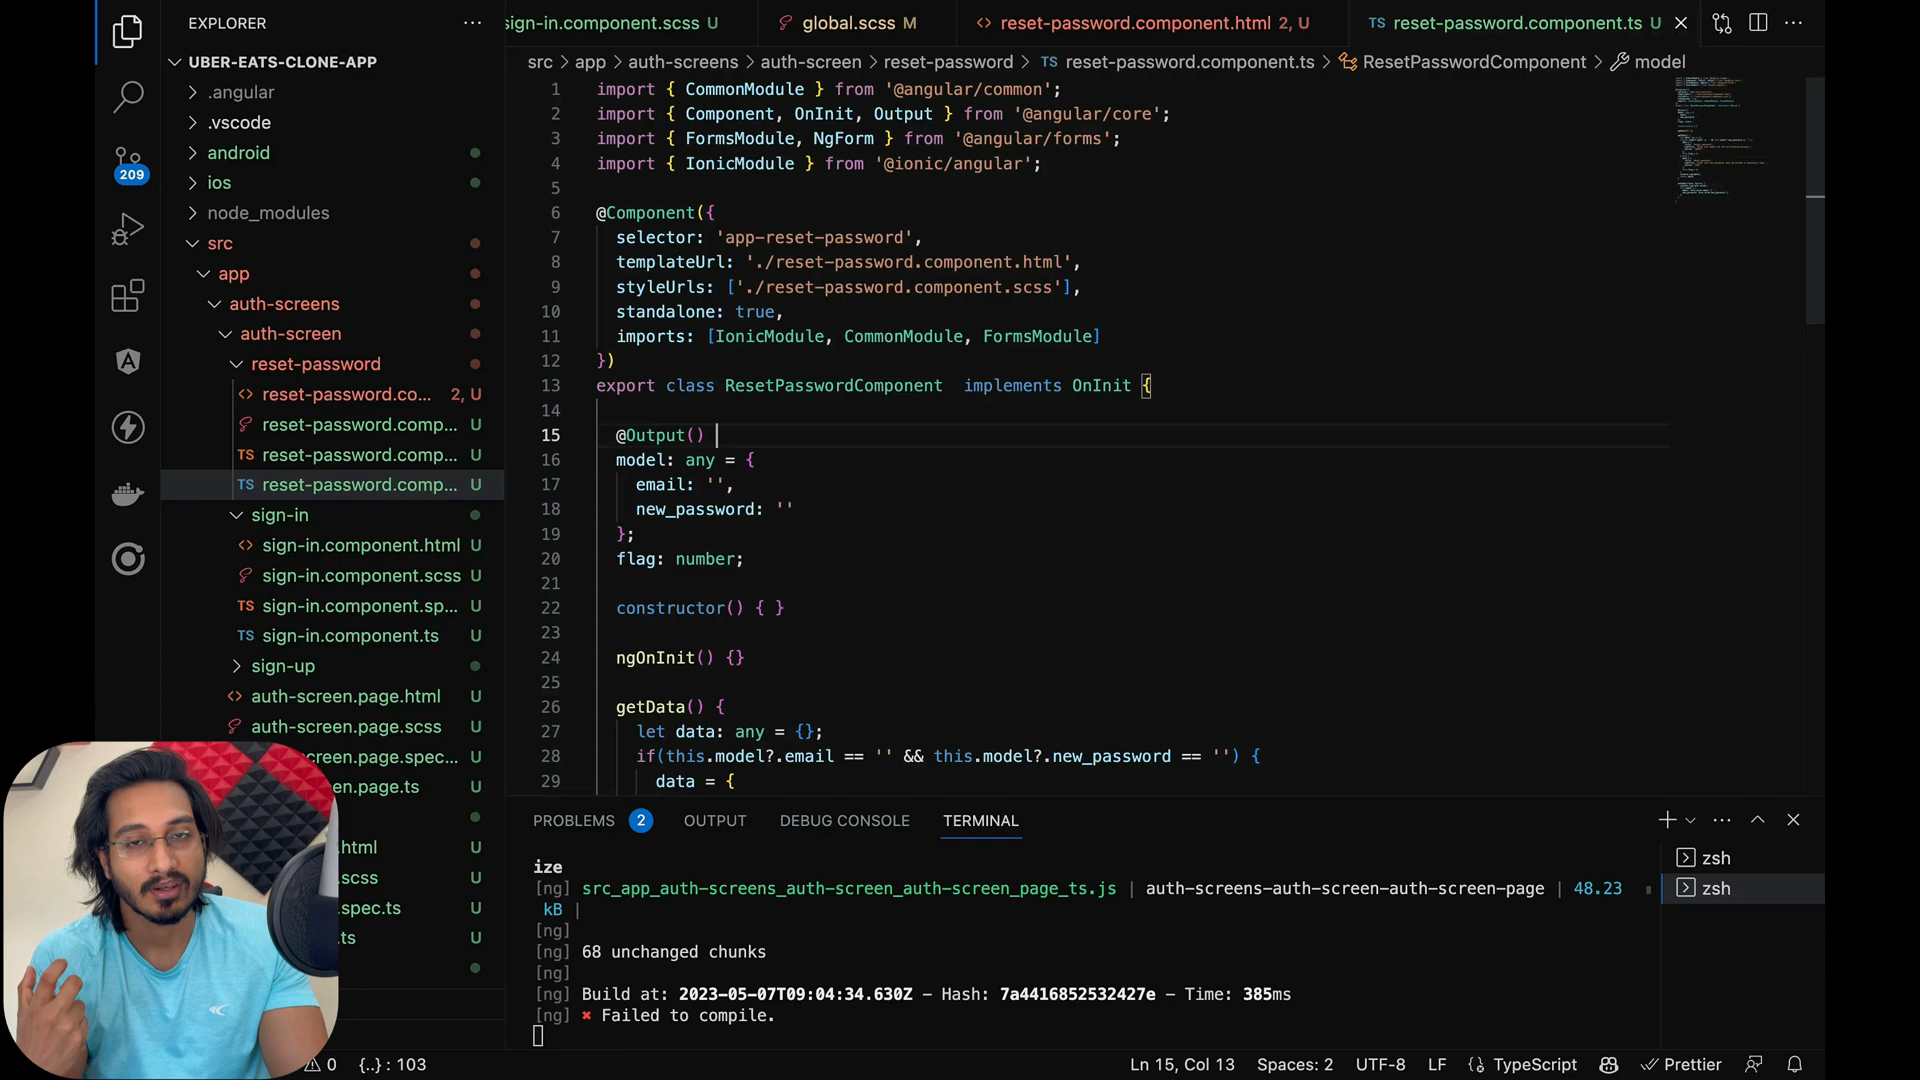 EXPLORER
UBER-EATS-CLONE-APP
.angular
.vscode
android
ios
node_modules
src
app
auth-screens
auth-screen
reset-password
reset-password.co... 2, U
reset-password.comp... U
TS reset-password.comp... U
TS reset-password.comp... U
sign-in
sign-in.component.html U
sign-in.component.scss U
TS sign-in.component.sp... U
TS sign-in.component.ts U
sign-up
auth-screen.page.html U
auth-screen.page.scss U
en.page.spec... U
en.page.ts U
html U
.scss U
.spec.ts U
.ts U
209
sign-in.component.scss U
global.scss M
reset-password.component.html 2, U
TS reset-password.component.ts U
src > app > auth-screens > auth-screen > reset-password > TS reset-password.component.ts > ResetPasswordComponent > model
1 import { CommonModule } from '@angular/common';
2 import { Component, OnInit, Output } from '@angular/core';
3 import { FormsModule, NgForm } from '@angular/forms';
4 import { IonicModule } from '@ionic/angular';
5
6 @Component({
7 selector: 'app-reset-password',
8 templateUrl: './reset-password.component.html',
9 styleUrls: ['./reset-password.component.scss'],
10 standalone: true,
11 imports: [IonicModule, CommonModule, FormsModule]
12 })
13 export class ResetPasswordComponent  implements OnInit {
14
15 @Output()
16 model: any = {
17 email: '',
18 new_password: ''
19 };
20 flag: number;
21
22 constructor() { }
23
24 ngOnInit() {}
25
26 getData() {
27 let data: any = {};
28 if(this.model?.email == '' && this.model?.new_password == '') {
29 data = {
PROBLEMS 2 OUTPUT DEBUG CONSOLE TERMINAL
ize
[ng] src_app_auth-screens_auth-screen_auth-screen_page_ts.js | auth-screens-auth-screen-auth-screen-page | 48.23
kB |
[ng]
[ng] 68 unchanged chunks
[ng]
[ng] Build at: 2023-05-07T09:04:34.630Z - Hash: 7a4416852532427e - Time: 385ms
[ng] ✖ Failed to compile.
zsh
zsh
0 {..} : 103
Ln 15, Col 13 Spaces: 2 UTF-8 LF {} TypeScript Prettier